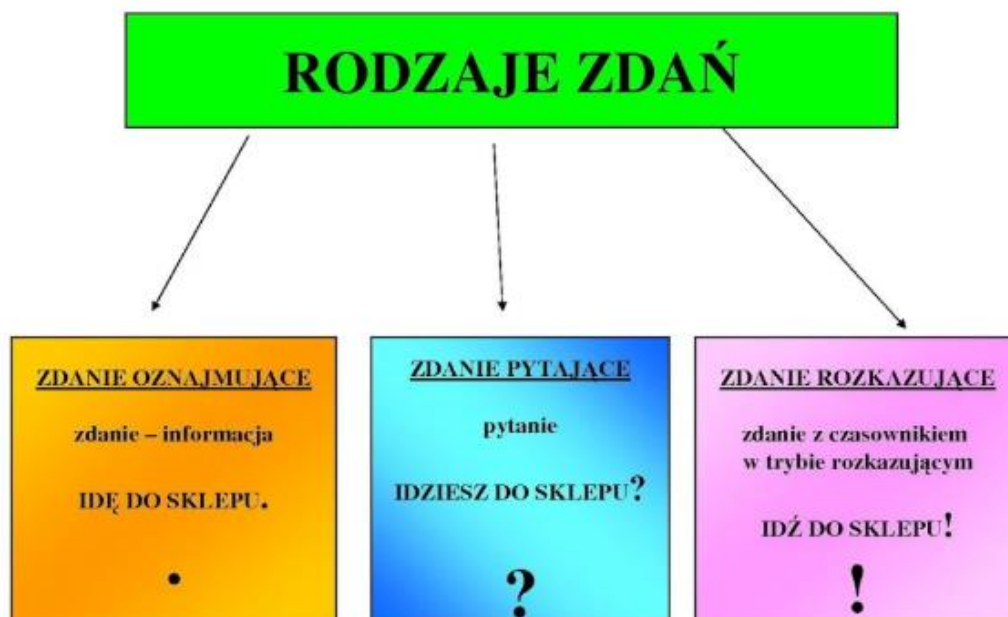 RODZAJE ZDAŃ
ZDANIE OZNAJMUJĄCE
zdanie – informacja
IDĘ DO SKLEPU.
.
ZDANIE PYTAJĄCE
pytanie
IDZIESZ DO SKLEPU?
?
ZDANIE ROZKAZUJĄCE
zdanie z czasownikiem
w trybie rozkazującym
IDŹ DO SKLEPU!
!